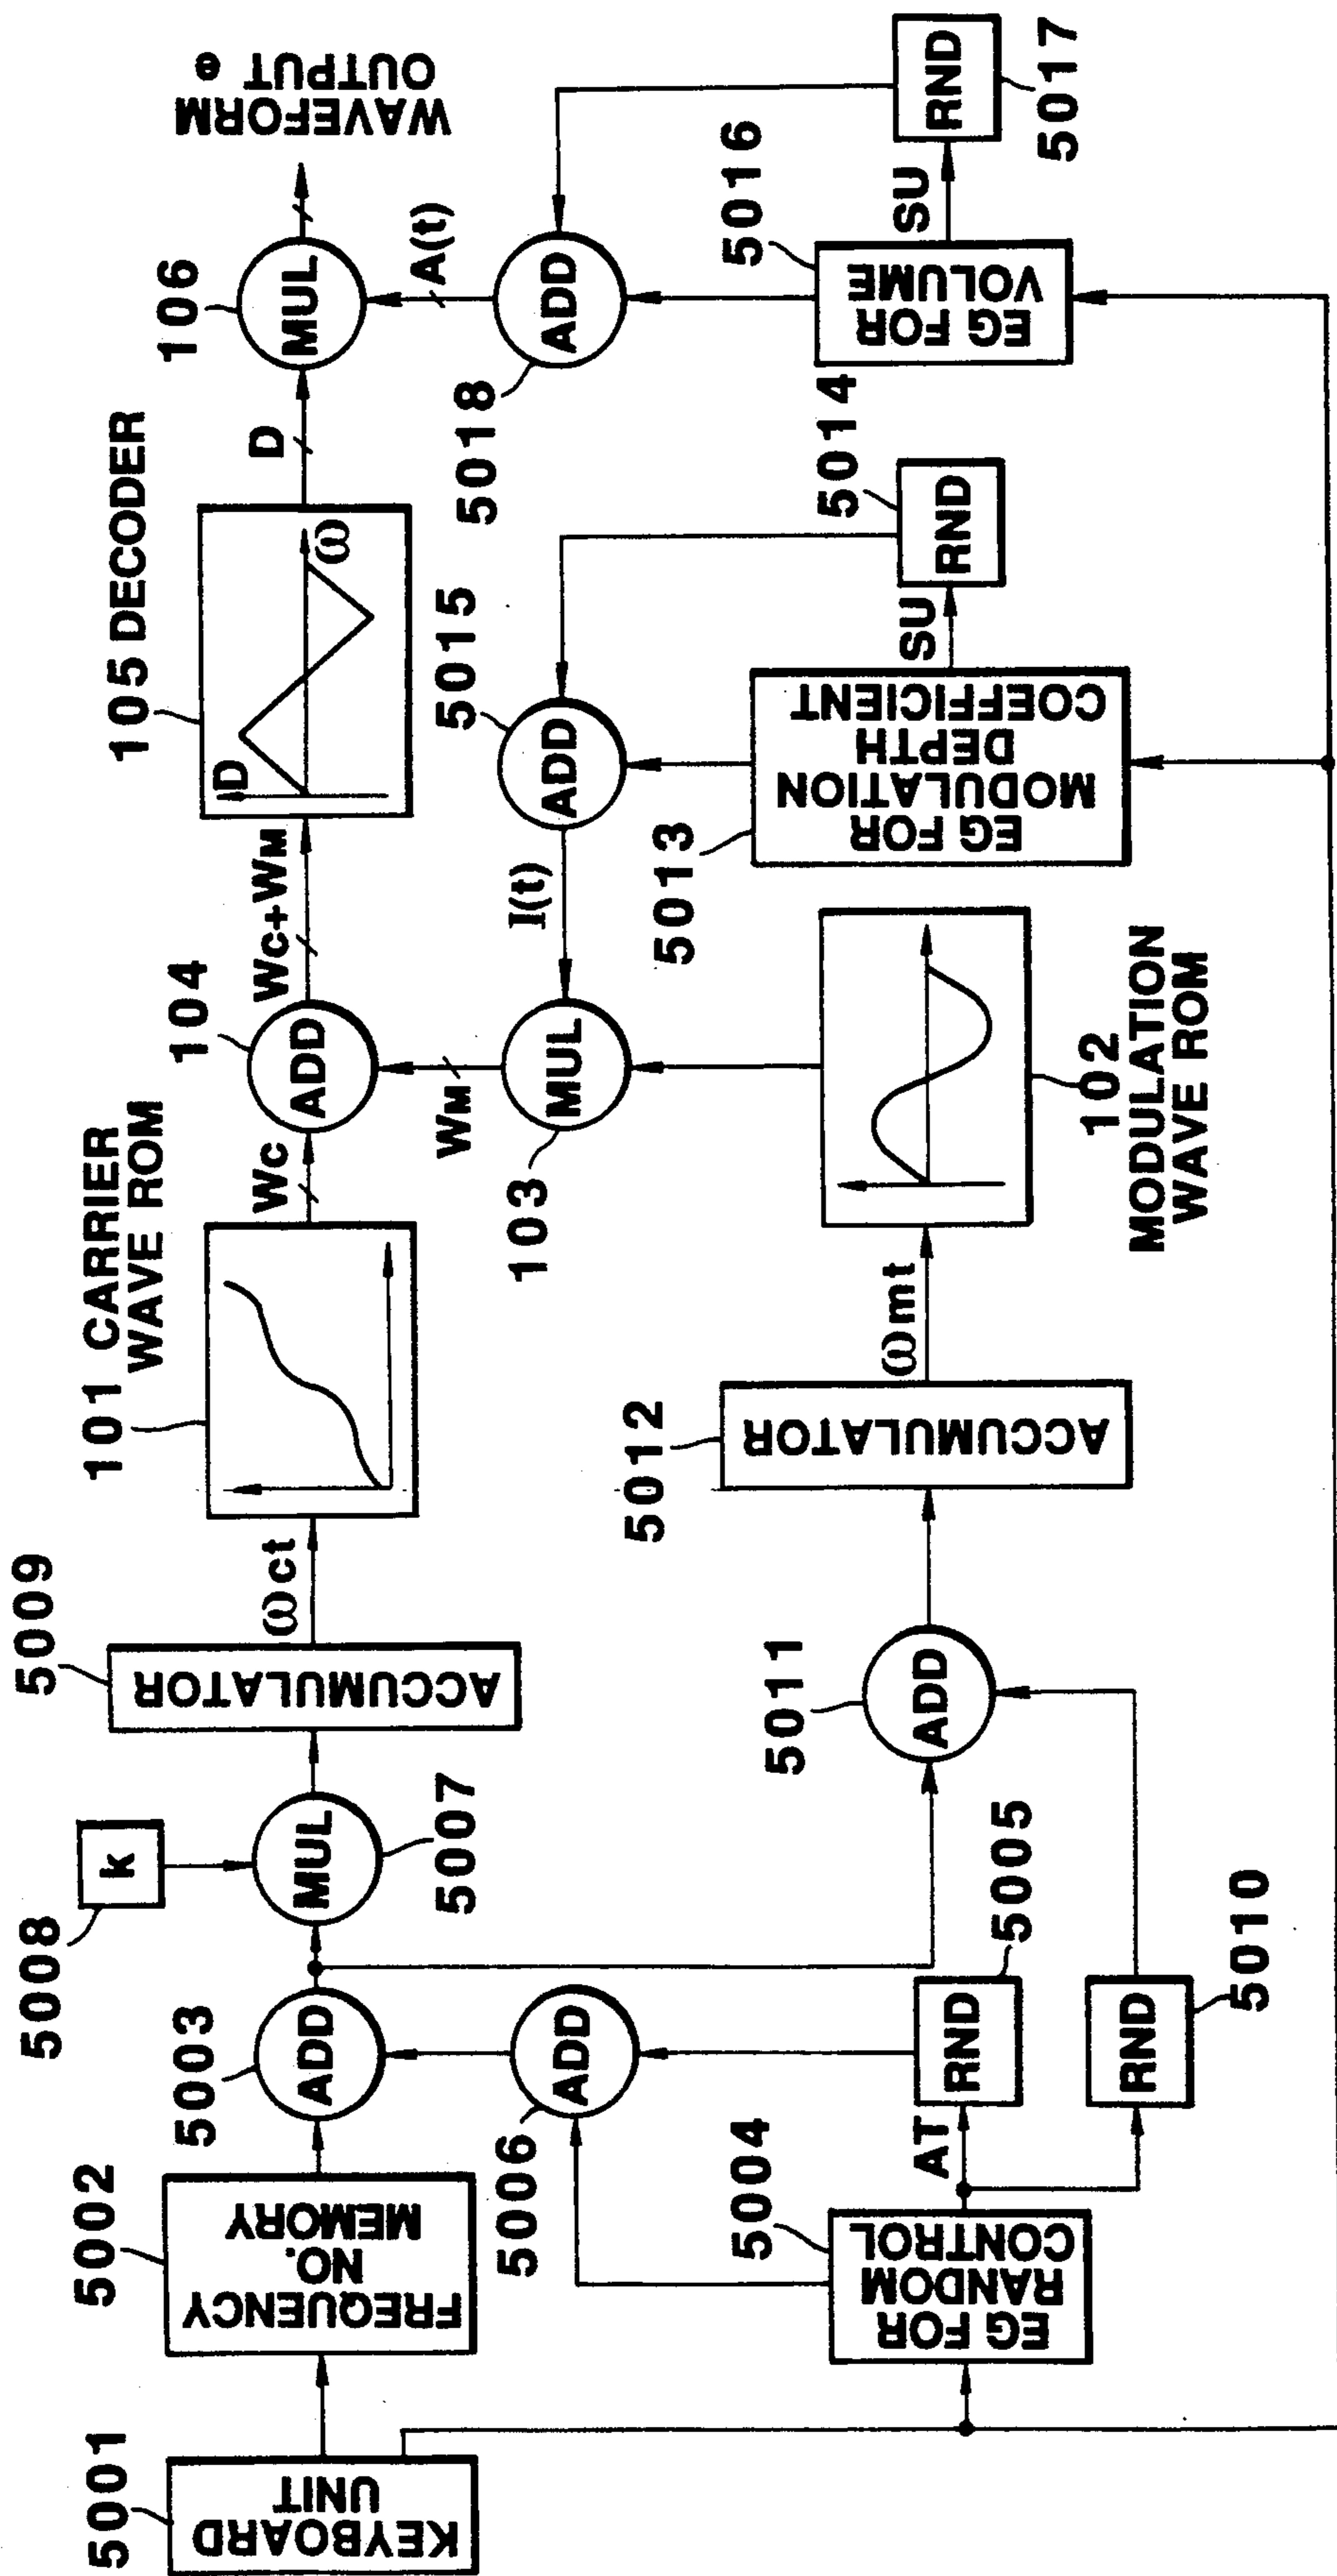 5001
KEYBOARD
UNIT
5002
FREQUENCY
NO.
MEMORY
5003
ADD
5008
k
MUL
5007
5009
ACCUMULATOR
ωct
101 CARRIER
WAVE ROM
Wc
104
ADD
Wc+WM
105 DECODER
D
ω
D
106
MUL
WAVEFORM
OUTPUT e
5006
ADD
WM
103
MUL
I(t)
5015
ADD
5018
ADD
A(t)
5004
EG FOR
RANDOM
CONTROL
AT
RND
5005
RND
5010
5011
ADD
5012
ACCUMULATOR
ωmt
102
MODULATION
WAVE ROM
5013
EG FOR
MODULATION
DEPTH
COEFFICIENT
SU
RND
5014
5016
EG FOR
VOLUME
SU
RND
5017